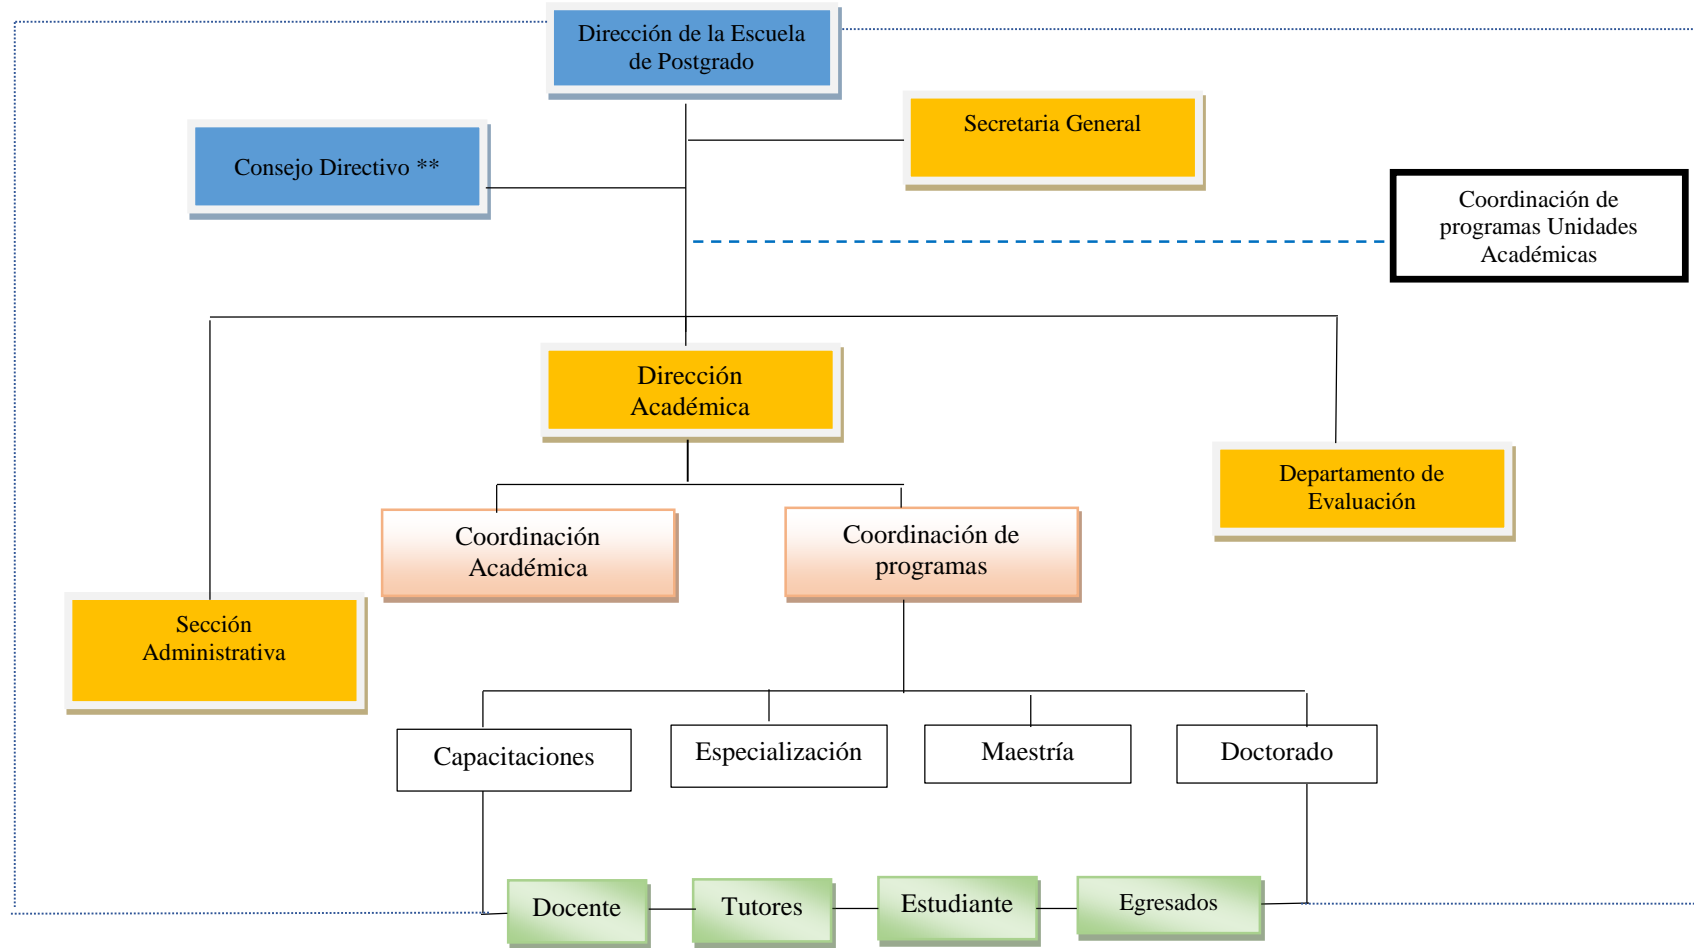 Dirección de la Escuela
de Postgrado
Secretaria General
Consejo Directivo **
Coordinación de
programas Unidades
Académicas
Dirección
Académica
Departamento de
Evaluación
Coordinación
Académica
Coordinación de
programas
Sección
Administrativa
Capacitaciones
Especialización
Maestría
Doctorado
Docente
Tutores
Estudiante
Egresados